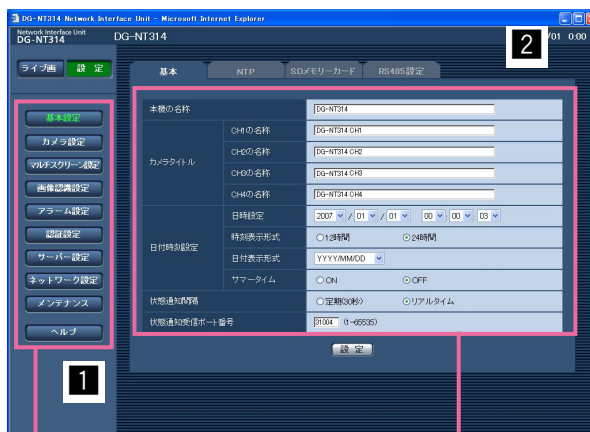 DG-NT314 Network Interface Unit - Microsoft Internet Explorer
Network Interface Unit
DG-NT314
DG-NT314
/01 0:00
2
ライブ画
設 定
基本
NTP
SDメモリーカード
RS485設定
基本設定
カメラ設定
マルチスクリーン設定
画像認識設定
アラーム設定
認証設定
サーバー設定
ネットワーク設定
メンテナンス
ヘルプ
1
本機の名称
DG-NT314
カメラタイトル
CH1の名称
DG-NT314 CH1
CH2の名称
DG-NT314 CH2
CH3の名称
DG-NT314 CH3
CH4の名称
DG-NT314 CH4
日付時刻設定
日時設定
2007 / 01 / 01 00 : 00 : 03
時刻表示形式
12時間 24時間
日付表示形式
YYYY/MM/DD
サマータイム
ON OFF
状態通知間隔
定期(30秒) リアルタイム
状態通知受信ポート番号
31004 (1-65535)
設 定